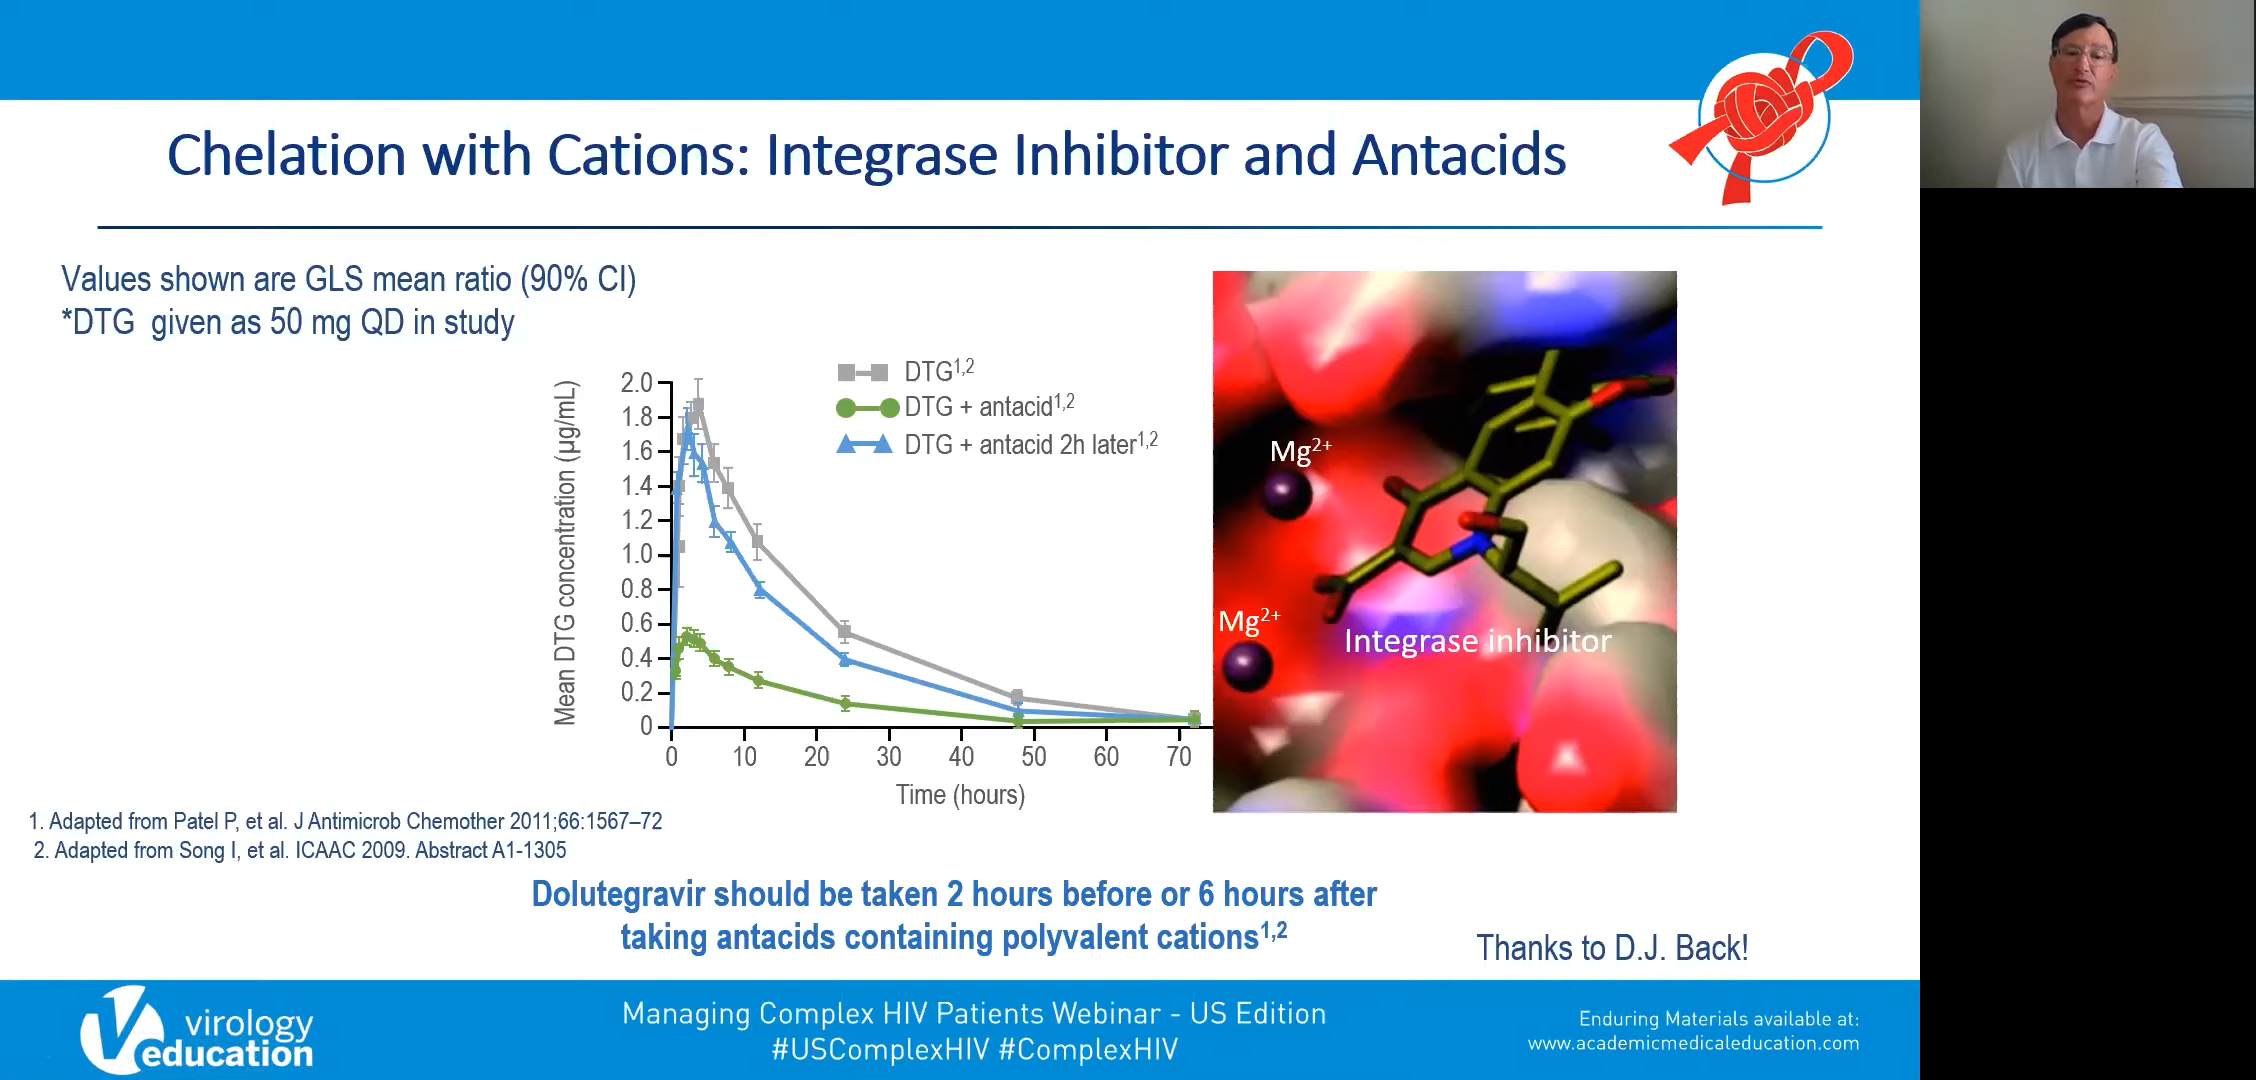 Chelation with Cations: Integrase Inhibitor and Antacids
Values shown are GLS mean ratio (90% CI)
*DTG given as 50 mg QD in study
DTG1,2
DTG + antacid1,2
DTG + antacid 2h later1,2
Mean DTG concentration (µg/mL)
2.0
1.8
1.6
1.4
1.2
1.0
0.8
0.6
0.4
0.2
0
0 10 20 30 40 50 60 70
Time (hours)
Mg2+
Mg2+
Integrase inhibitor
1. Adapted from Patel P, et al. J Antimicrob Chemother 2011;66:1567–72
2. Adapted from Song I, et al. ICAAC 2009. Abstract A1-1305
Dolutegravir should be taken 2 hours before or 6 hours after
taking antacids containing polyvalent cations1,2
Thanks to D.J. Back!
virology
education
Managing Complex HIV Patients Webinar - US Edition
#USComplexHIV #ComplexHIV
Enduring Materials available at:
www.academicmedicaleducation.com